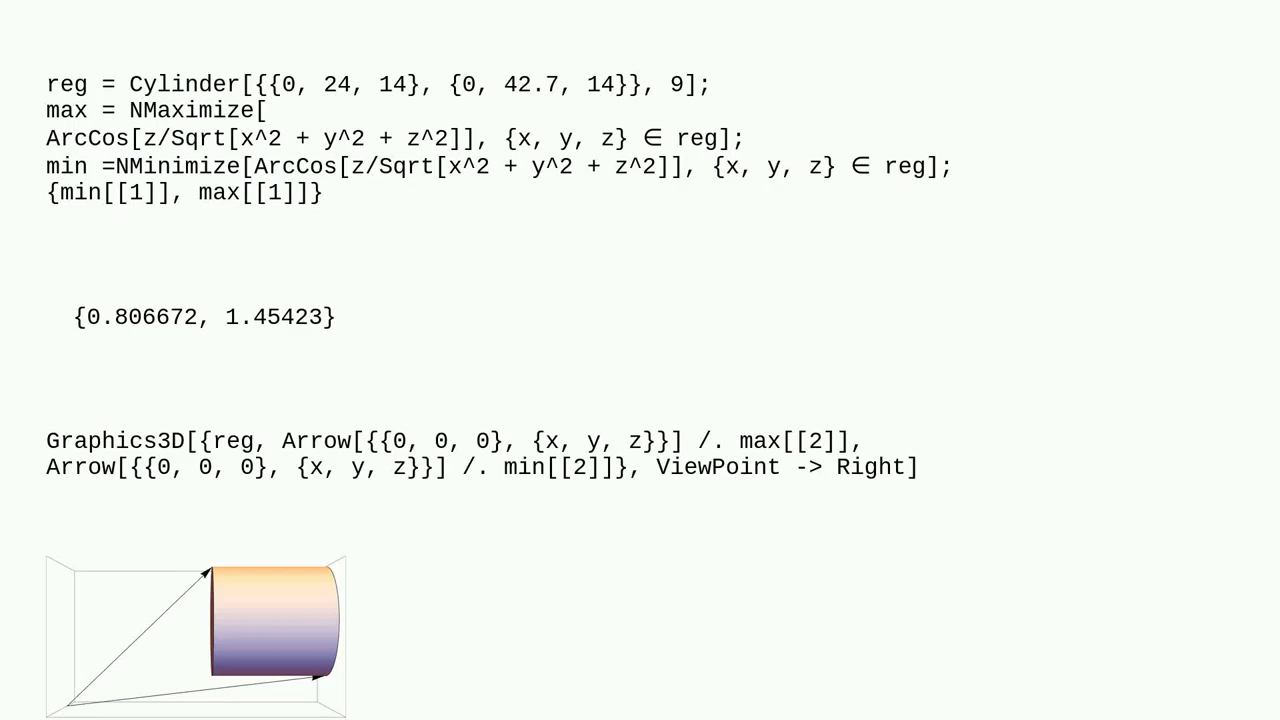 reg = Cylinder[{{0, 24, 14}, {0, 42.7, 14}}, 9];
max = NMaximize[
ArcCos[z/Sqrt[x^2 + y^2 + z^2]], {x, y, z} ∈ reg];
min =NMinimize[ArcCos[z/Sqrt[x^2 + y^2 + z^2]], {x, y, z} ∈ reg];
{min[[1]], max[[1]]}
{0.806672, 1.45423}
Graphics3D[{reg, Arrow[{{0, 0, 0}, {x, y, z}}] /. max[[2]],
Arrow[{{0, 0, 0}, {x, y, z}}] /. min[[2]]}, ViewPoint -> Right]